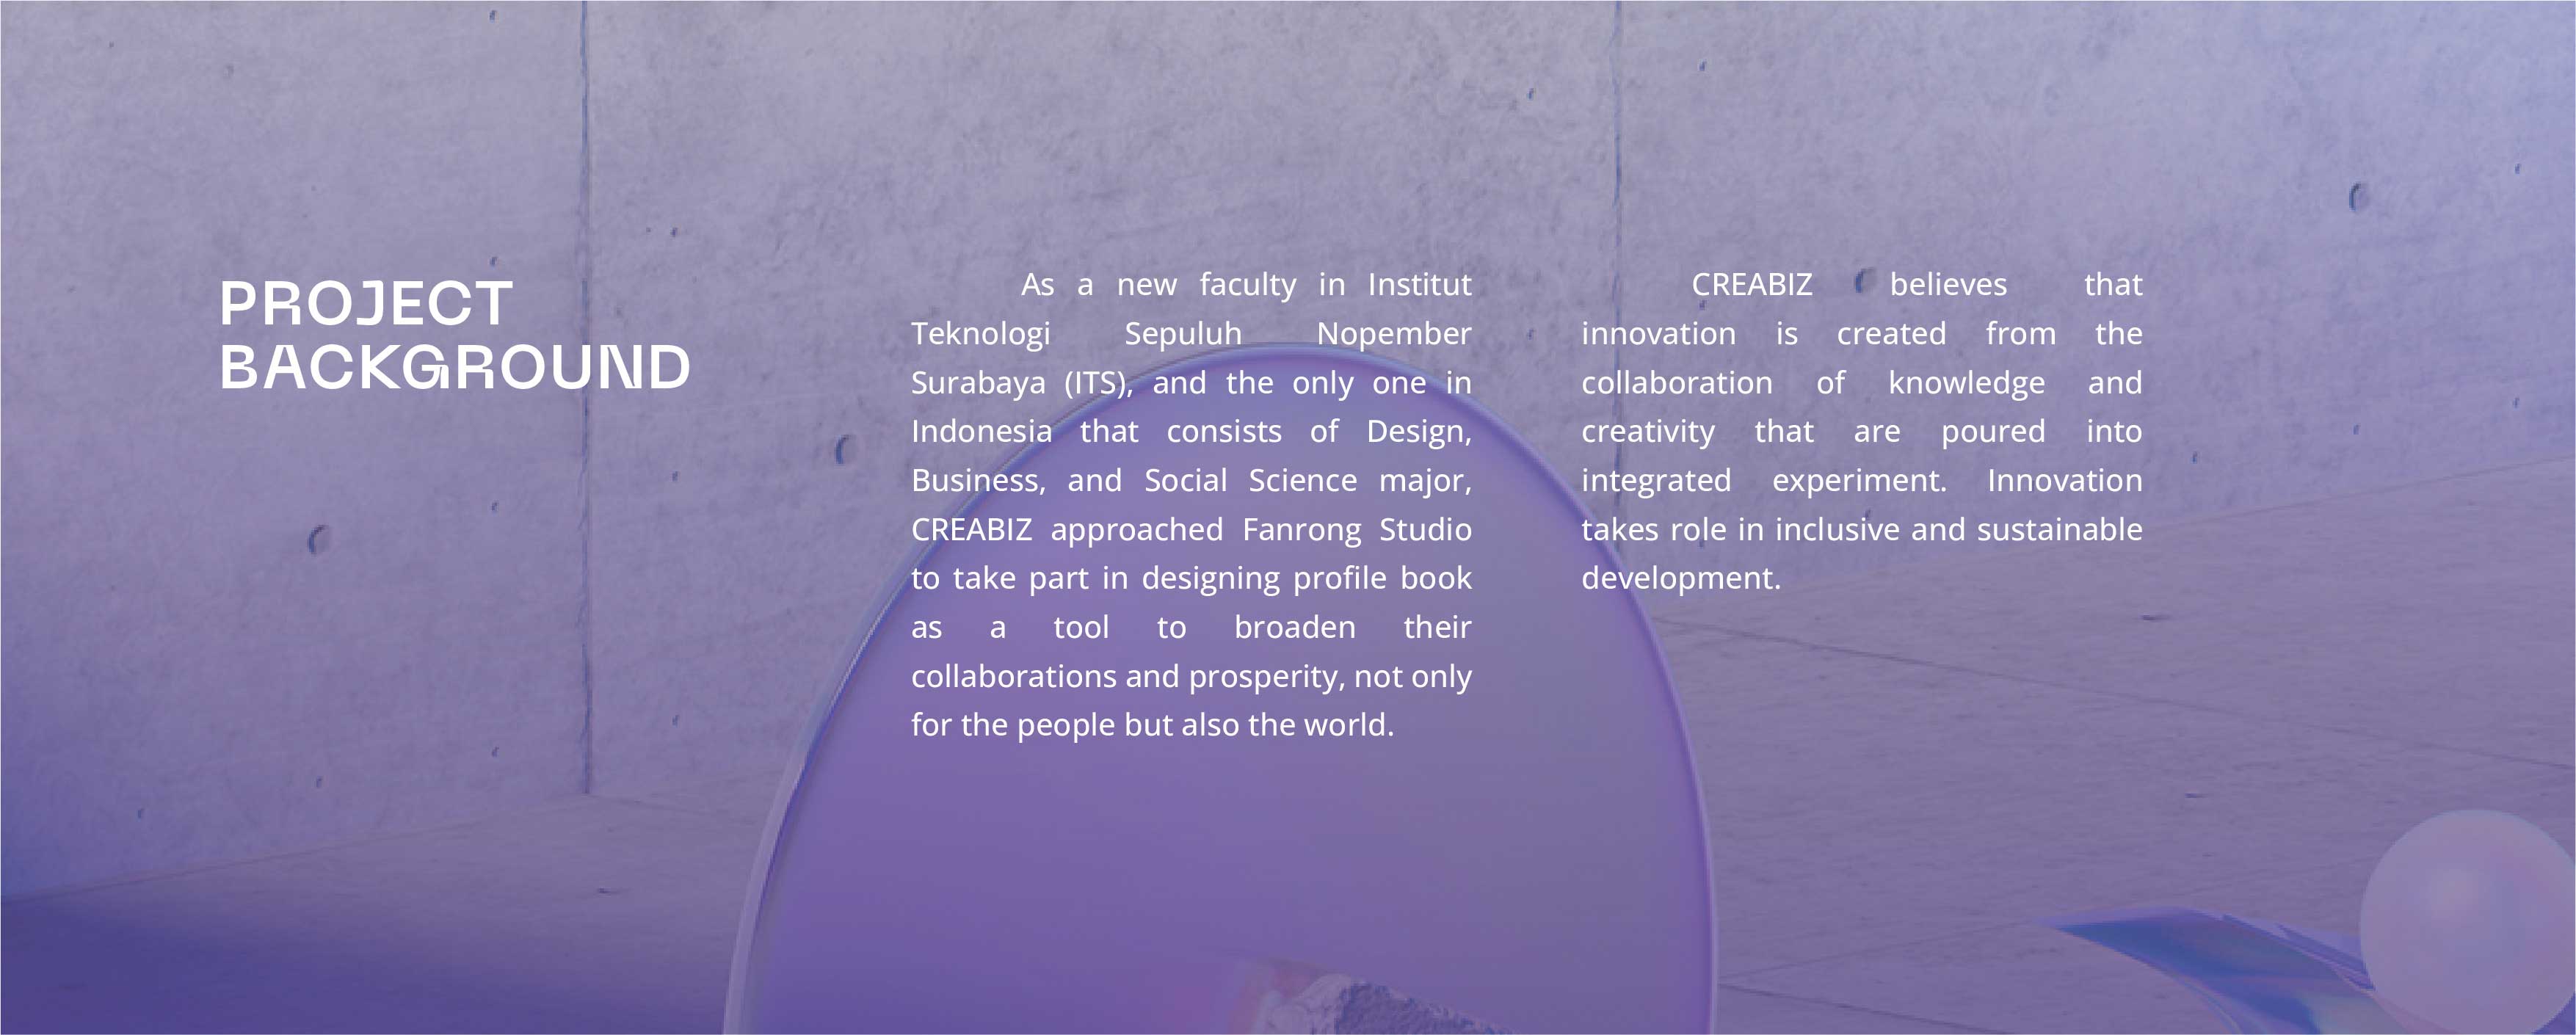 PROJECT
BACKGROUND
As a new faculty in Institut
Teknologi Sepuluh Nopember
Surabaya (ITS), and the only one in
Indonesia that consists of Design,
Business, and Social Science major,
CREABIZ approached Fanrong Studio
to take part in designing profile book
as a tool to broaden their
collaborations and prosperity, not only
for the people but also the world.
CREABIZ believes that
innovation is created from the
collaboration of knowledge and
creativity that are poured into
integrated experiment. Innovation
takes role in inclusive and sustainable
development.